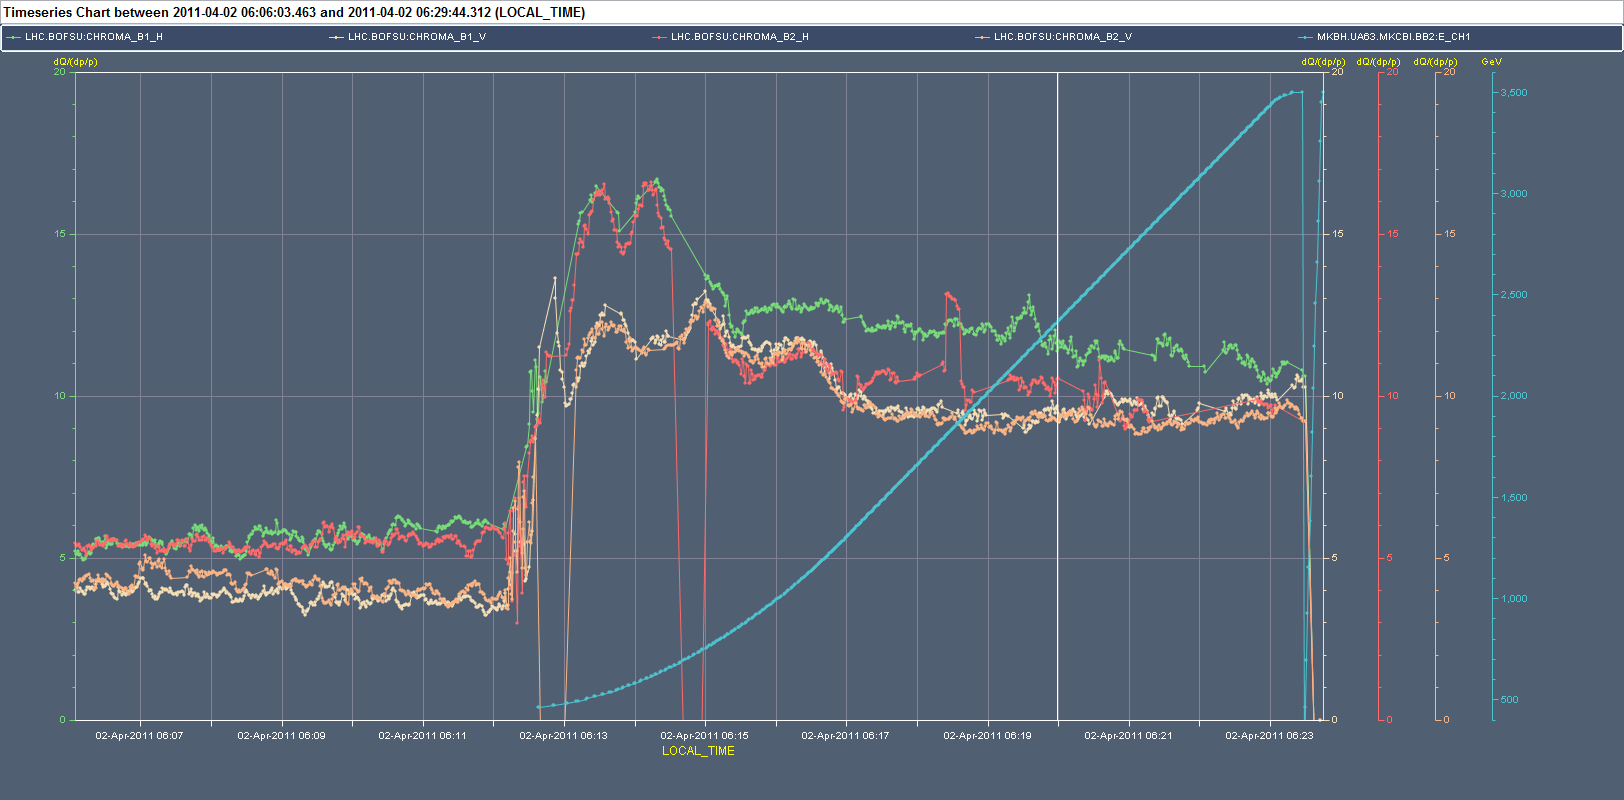 Timeseries Chart between 2011-04-02 06:06:03.463 and 2011-04-02 06:29:44.312 (LOCAL_TIME)
LHC.BOFSU:CHROMA_B1_H LHC.BOFSU:CHROMA_B1_V LHC.BOFSU:CHROMA_B2_H LHC.BOFSU:CHROMA_B2_V MKBH.UA63.MKCBI.BB2:E_CH1
dQ/(dp/p) dQ/(dp/p) dQ/(dp/p) dQ/(dp/p) GeV
20 20 20 20
3,500
3,000
15 15 15 15
2,500
10 10 10 10 2,000
1,500
5 5 5 5
1,000
500
0 0 0 0
02-Apr-2011 06:07 02-Apr-2011 06:09 02-Apr-2011 06:11 02-Apr-2011 06:13 02-Apr-2011 06:15 02-Apr-2011 06:17 02-Apr-2011 06:19 02-Apr-2011 06:21 02-Apr-2011 06:23
LOCAL_TIME